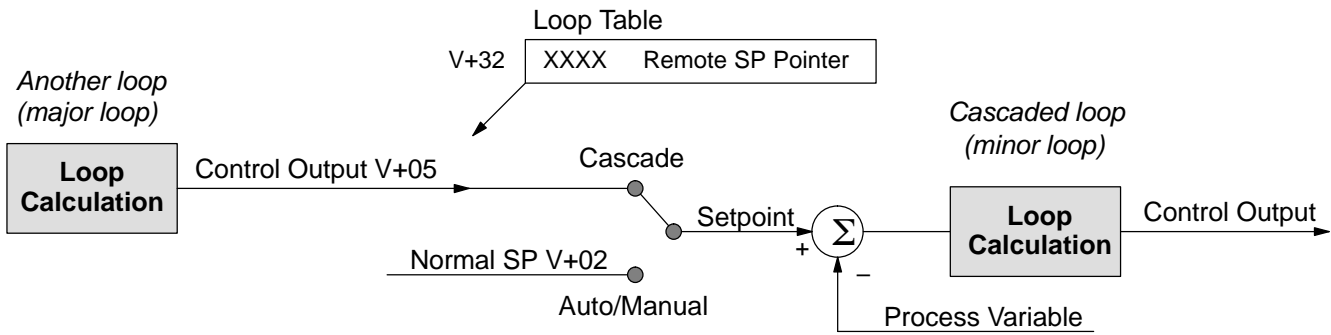 Loop Table
V+32 XXXX Remote SP Pointer
Another loop
(major loop)
Loop
Calculation
Control Output V+05
Cascade
Normal SP V+02
Auto/Manual
Setpoint
+
Σ
−
Process Variable
Cascaded loop
(minor loop)
Loop
Calculation
Control Output